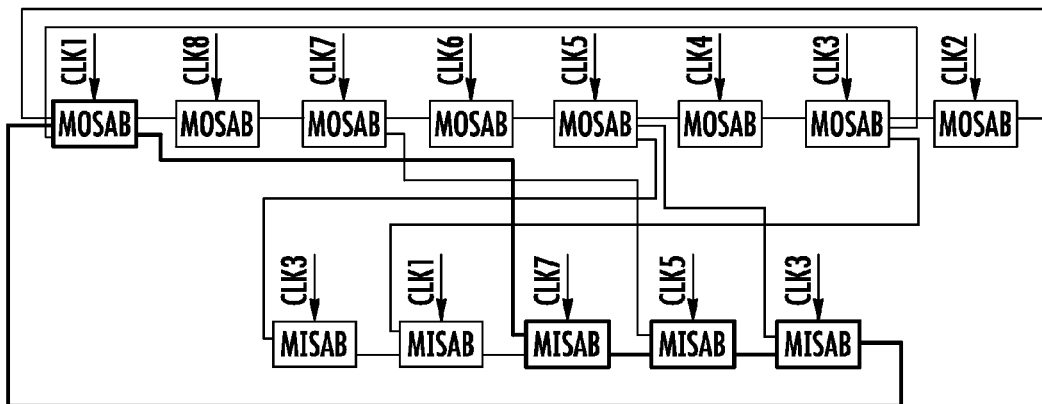 CLK1 CLK8 CLK7 CLK6 CLK5 CLK4 CLK3 CLK2
MOSAB MOSAB MOSAB MOSAB MOSAB MOSAB MOSAB MOSAB
CLK3 CLK1 CLK7 CLK5 CLK3
MISAB MISAB MISAB MISAB MISAB